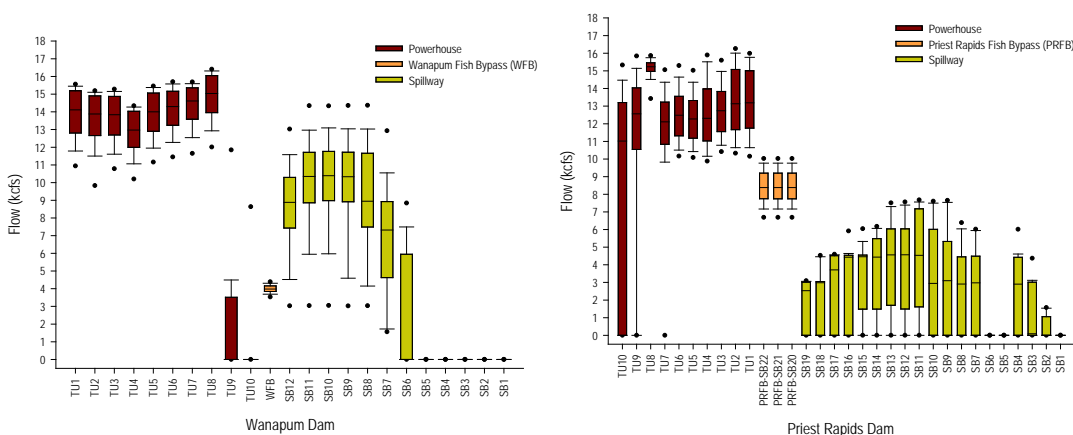 18
17
16
15
14
13
12
11
10
9
8
7
6
5
4
3
2
1
0
Flow (kcfs)
Powerhouse
Wanapum Fish Bypass (WFB)
Spillway
TU1
TU2
TU3
TU4
TU5
TU6
TU7
TU8
TU9
TU10
WFB
SB12
SB11
SB10
SB9
SB8
SB7
SB6
SB5
SB4
SB3
SB2
SB1
Wanapum Dam
18
17
16
15
14
13
12
11
10
9
8
7
6
5
4
3
2
1
0
Flow (kcfs)
Powerhouse
Priest Rapids Fish Bypass (PRFB)
Spillway
TU10
TU9
TU8
TU7
TU6
TU5
TU4
TU3
TU2
TU1
PRFB-SB22
PRFB-SB21
PRFB-SB20
SB19
SB18
SB17
SB16
SB15
SB14
SB13
SB12
SB11
SB10
SB9
SB8
SB7
SB6
SB5
SB4
SB3
SB2
SB1
Priest Rapids Dam